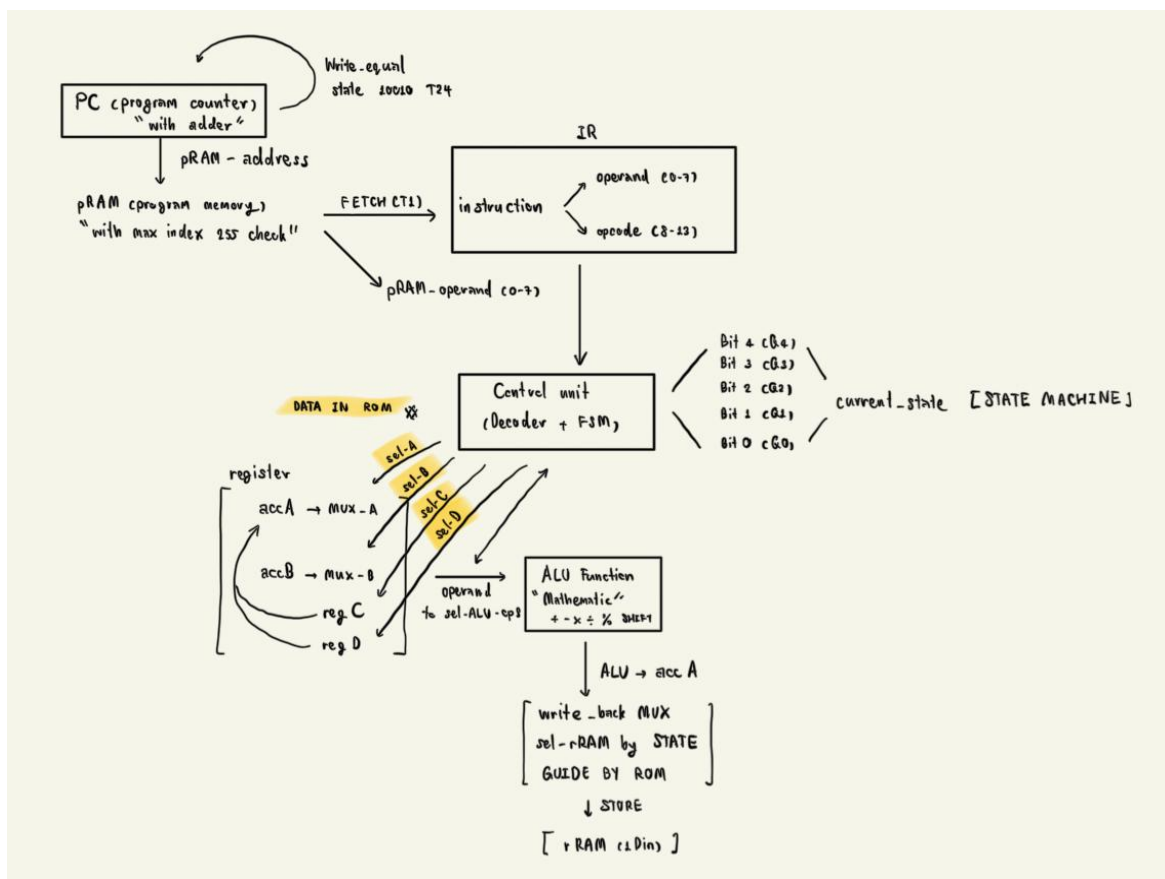 Write_equal
state 10010 T24
PC (program counter)
"with adder"
pRAM - address
IR
pRAM (program memory)
"with max index 255 check"
FETCH (T1)
instruction
operand (0-7)
opcode (8-13)
pRAM_operand (0-7)
Control unit
(Decoder + FSM)
Bit 4 (Q4)
Bit 3 (Q3)
Bit 2 (Q2)
Bit 1 (Q1)
Bit 0 (Q0)
current_state [STATE MACHINE]
DATA IN ROM
sel-A
sel-B
sel-C
sel-D
register
accA → MUX-A
accB → MUX-B
reg C
reg D
operand
to sel-ALU-ops
ALU Function
"Mathematic"
+ - × ÷ % SHIFT
ALU → acc A
write_back MUX
sel-rRAM by STATE
GUIDE BY ROM
↓ STORE
[ rRAM (1Din) ]